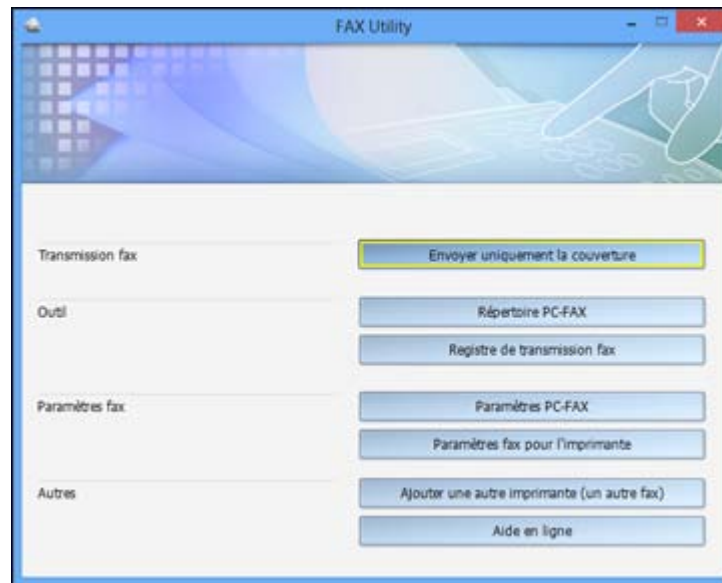 FAX Utility
Transmission fax
Envoyer uniquement la couverture
Outil
Répertoire PC-FAX
Registre de transmission fax
Paramètres fax
Paramètres PC-FAX
Paramètres fax pour l'imprimante
Autres
Ajouter une autre imprimante (un autre fax)
Aide en ligne